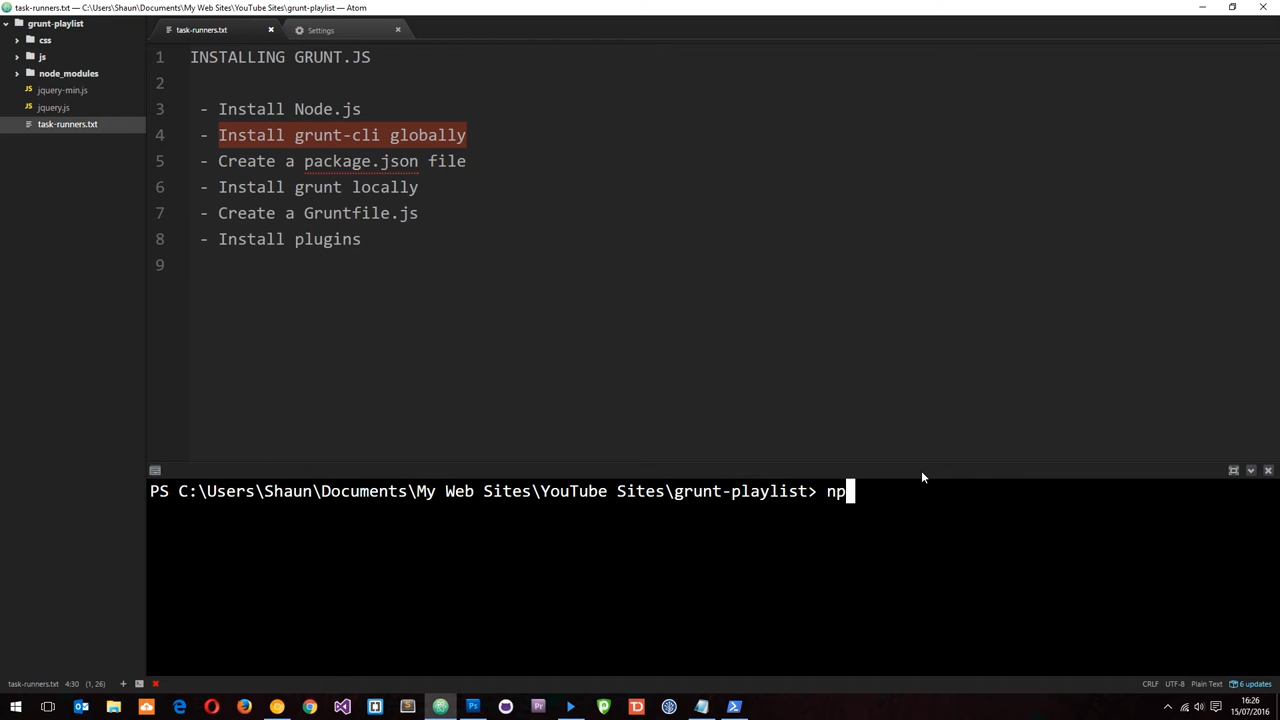 task-runners.txt — C:\Users\Shaun\Documents\My Web Sites\YouTube Sites\grunt-playlist — Atom
grunt-playlist
css
js
node_modules
jquery-min.js
jquery.js
task-runners.txt
task-runners.txt
Settings
1 INSTALLING GRUNT.JS
2
3 - Install Node.js
4 - Install grunt-cli globally
5 - Create a package.json file
6 - Install grunt locally
7 - Create a Gruntfile.js
8 - Install plugins
9
PS C:\Users\Shaun\Documents\My Web Sites\YouTube Sites\grunt-playlist> np
task-runners.txt 4:30 (1, 26)
CRLF UTF-8 Plain Text 6 updates
16:26
15/07/2016